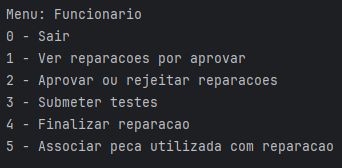 Menu: Funcionario
0 - Sair
1 - Ver reparacoēs por aprovar
2 - Aprovar ou rejeitar reparacoes
3 - Submeter testes
4 - Finalizar reparacao
5 - Associar peca utilizada com reparacao